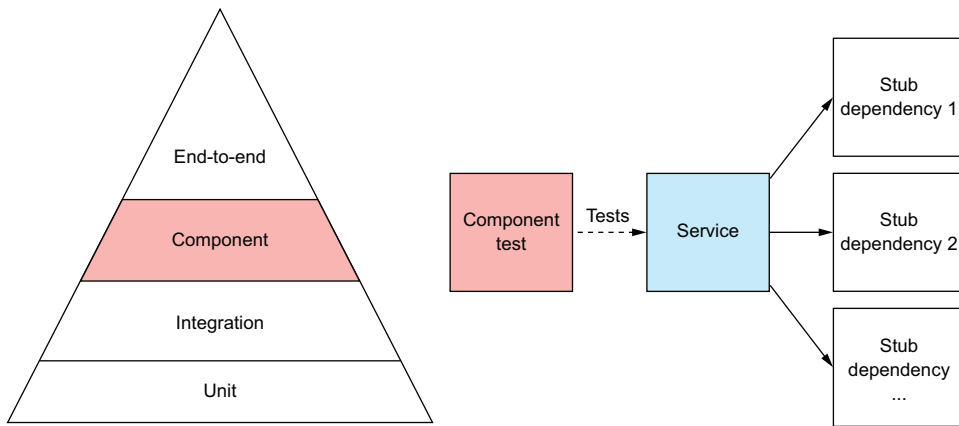 End-to-end
Component
Integration
Unit
Component
test
Tests
Service
Stub
dependency 1
Stub
dependency 2
Stub
dependency
...